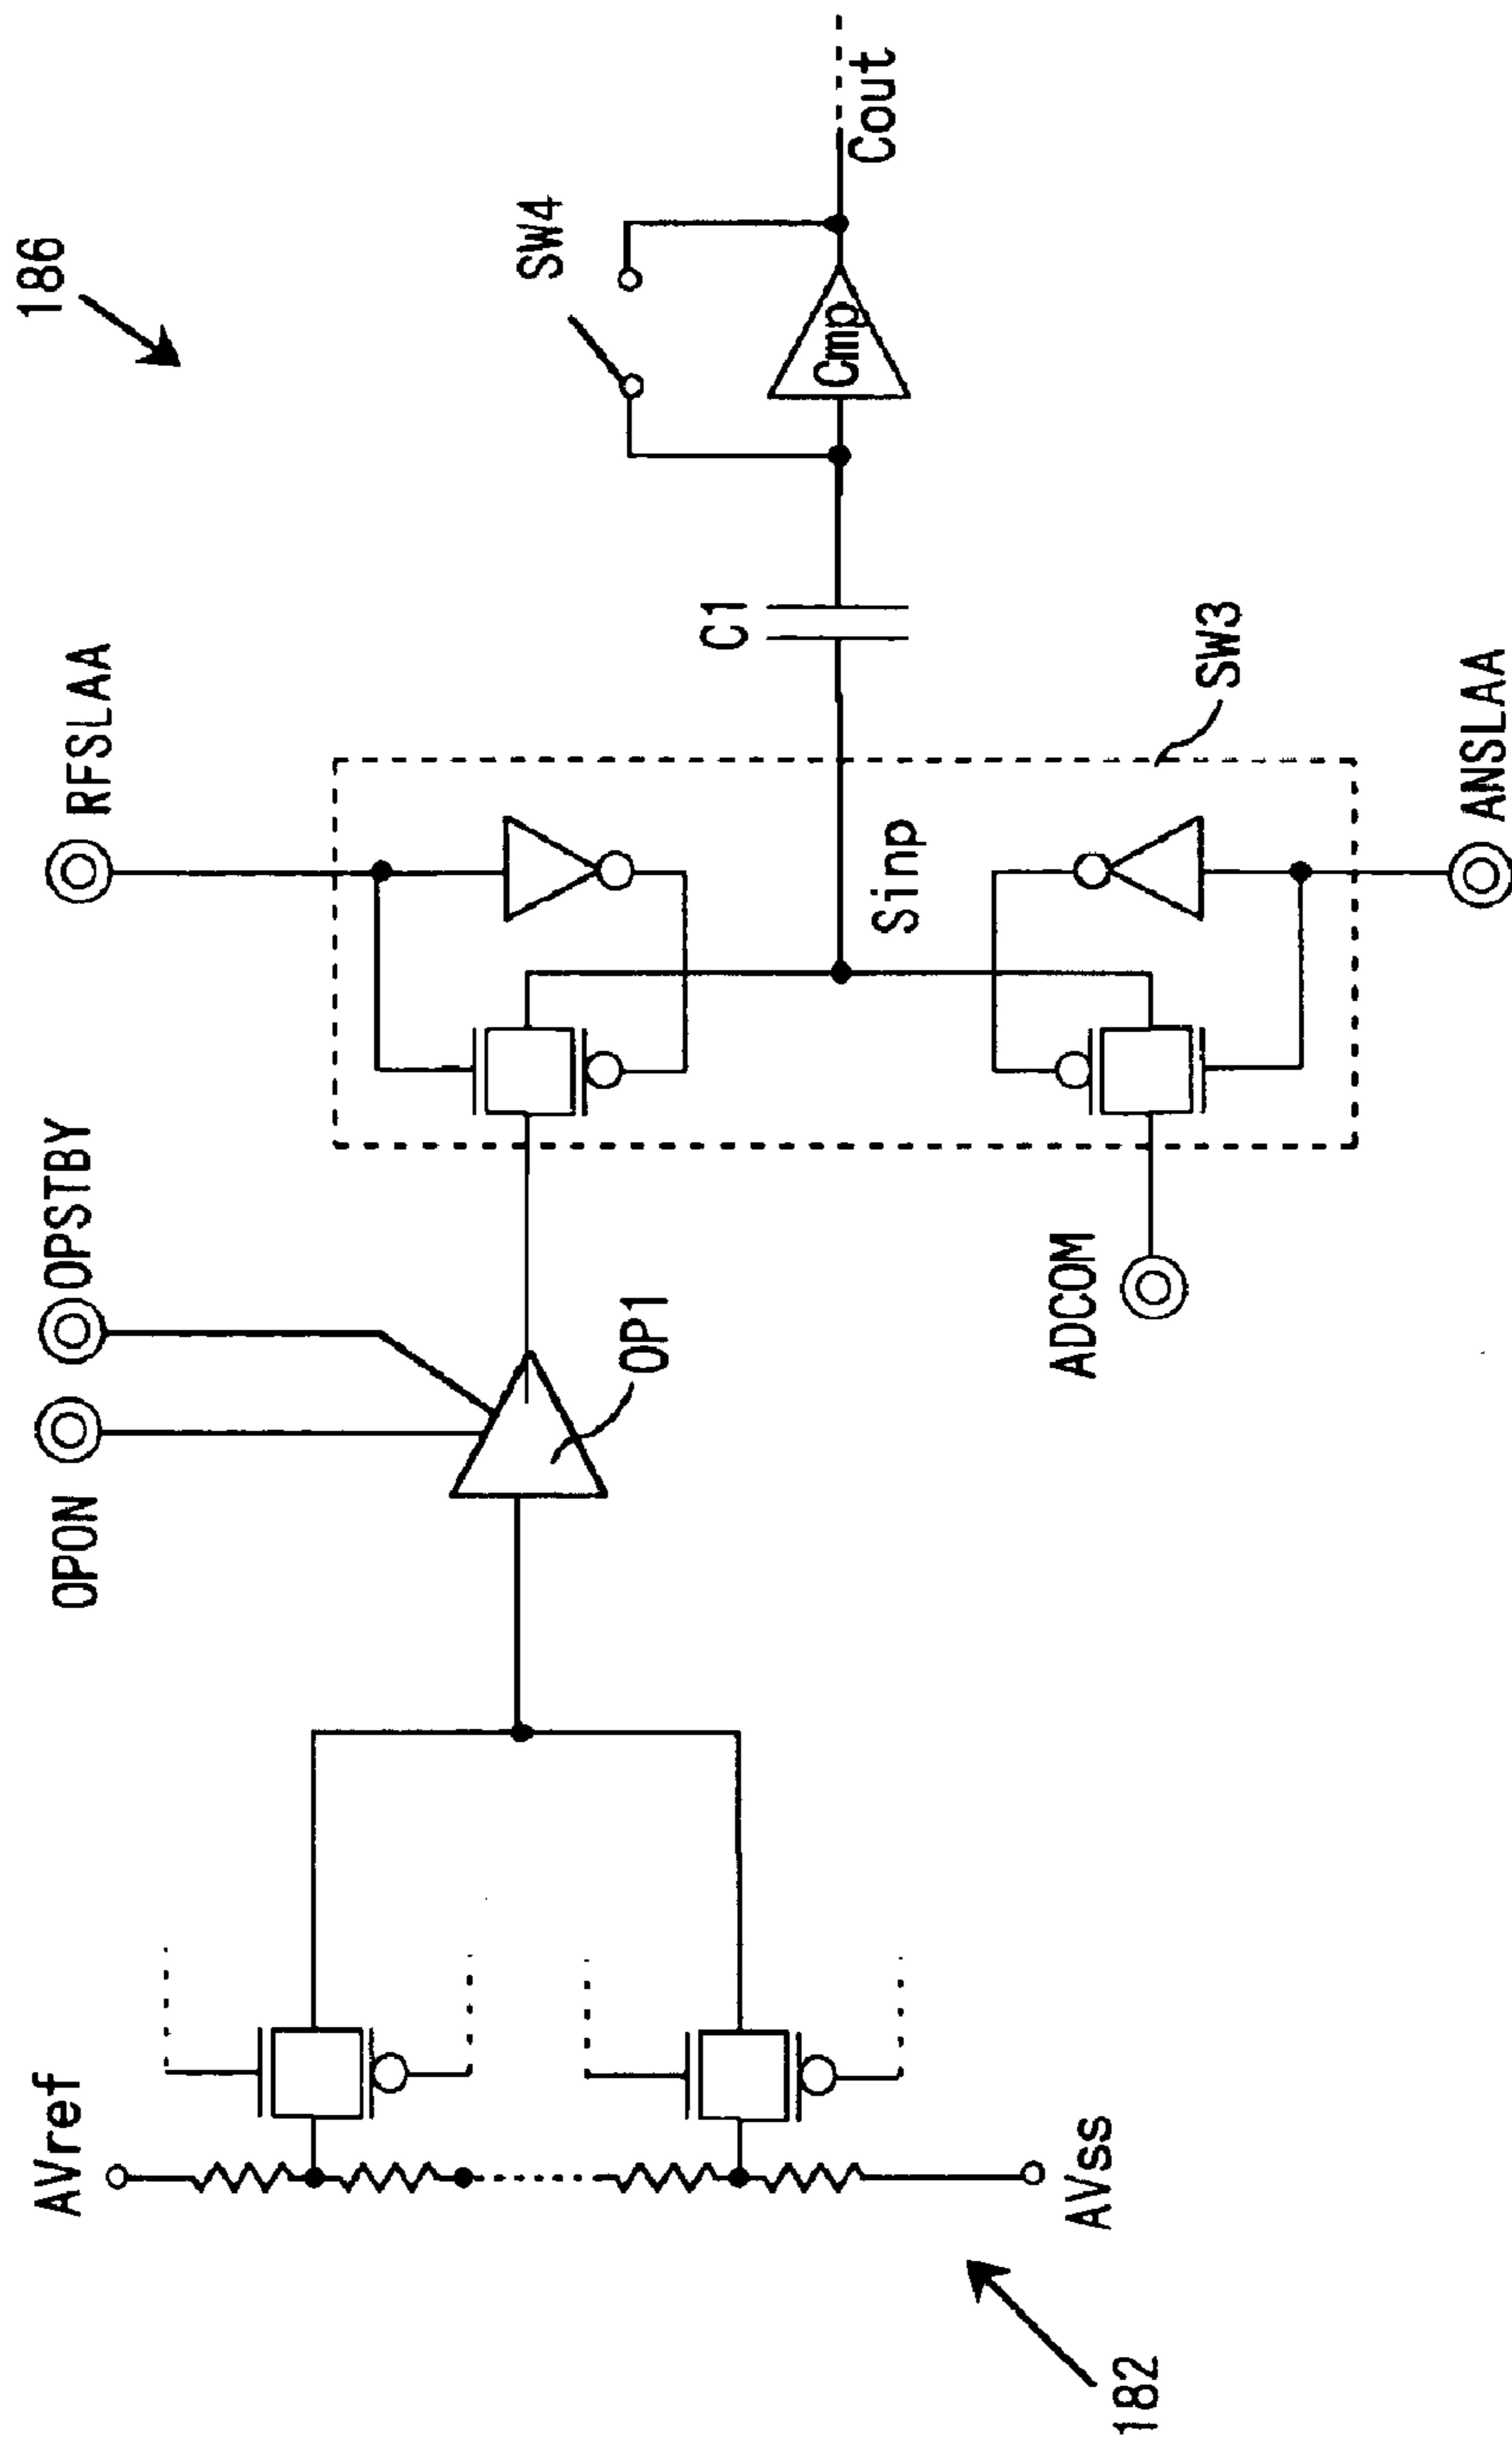 186
RFSLAA
OPSTBY
OPON
AVref
SW4
Cmp
Cout
C1
OP1
Sinp
SW3
ADCOM
ANSLAA
AVss
182